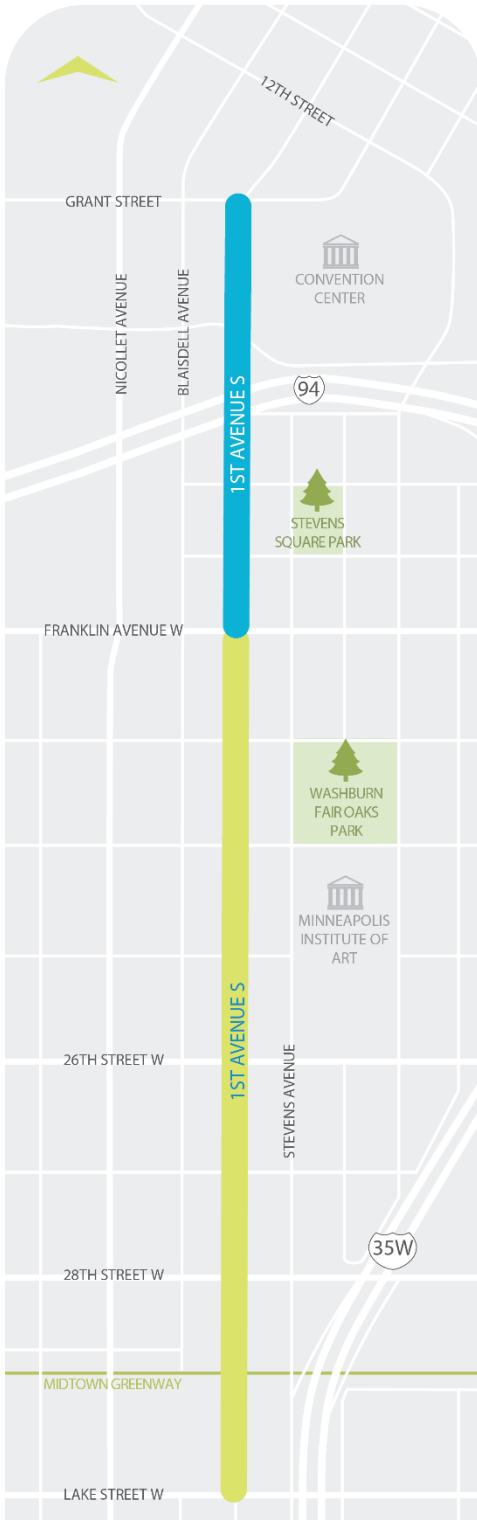 12TH STREET
GRANT STREET
CONVENTION
CENTER
NICOLLET AVENUE
BLAISDELL AVENUE
94
1ST AVENUE S
STEVENS
SQUARE PARK
FRANKLIN AVENUE W
WASHBURN
FAIR OAKS
PARK
MINNEAPOLIS
INSTITUTE OF
ART
1ST AVENUE S
26TH STREET W
STEVENS AVENUE
35W
28TH STREET W
MIDTOWN GREENWAY
LAKE STREET W